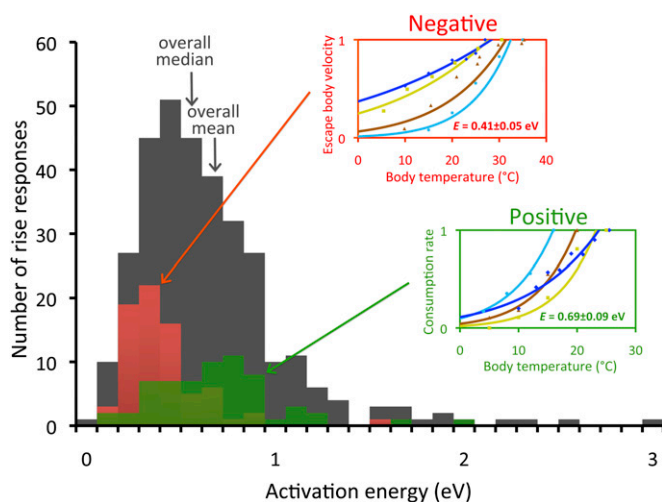 Negative
60
50
40
30
20
10
0
Number of rise responses
overall
median
overall
mean
Escape body velocity
1
0
E = 0.41±0.05 eV
0 10 20 30 40
Body temperature (°C)
Positive
Consumption rate
1
0
E = 0.69±0.09 eV
0 10 20 30
Body temperature (°C)
0 1 2 3
Activation energy (eV)